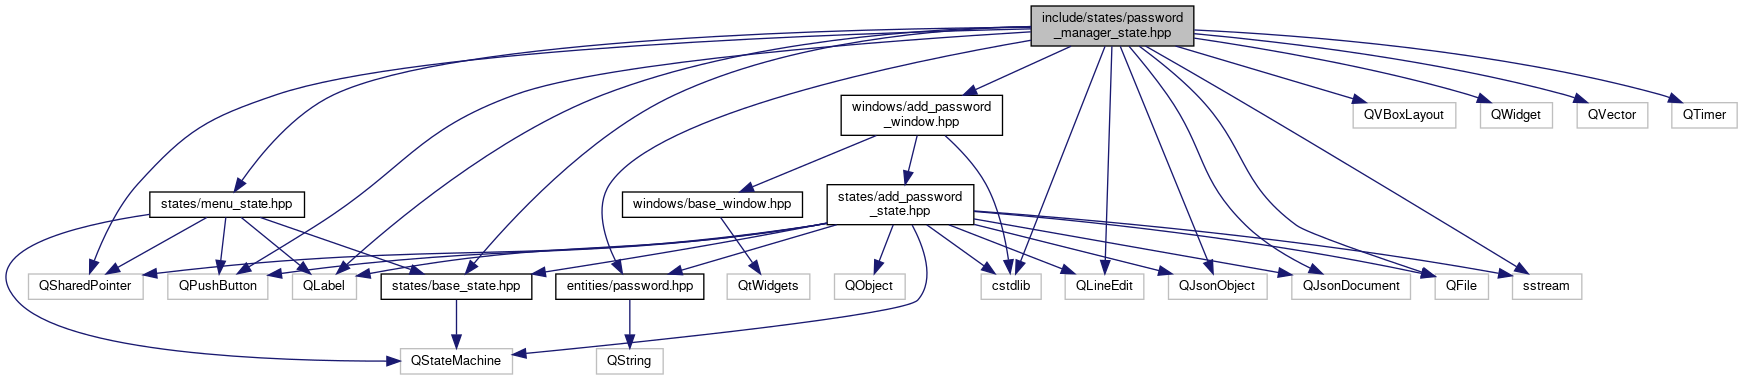 include/states/password
_manager_state.hpp
windows/add_password
_window.hpp
QVBoxLayout
QWidget
QVector
QTimer
states/menu_state.hpp
windows/base_window.hpp
states/add_password
_state.hpp
QSharedPointer
QPushButton
QLabel
states/base_state.hpp
entities/password.hpp
QtWidgets
QObject
cstdlib
QLineEdit
QJsonObject
QJsonDocument
QFile
sstream
QStateMachine
QString